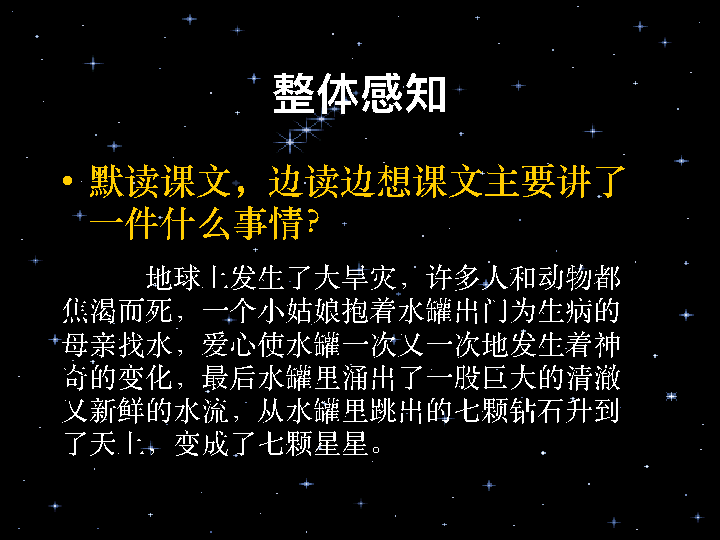 整体感知
• 默读课文，边读边想课文主要讲了
一件什么事情?
地球上发生了大旱灾，许多人和动物都
焦渴而死，一个小姑娘抱着水罐出门为生病的
母亲找水，爱心使水罐一次又一次地发生着神
奇的变化，最后水罐里涌出了一股巨大的清澈
又新鲜的水流，从水罐里跳出的七颗钻石升到
了天上，变成了七颗星星。